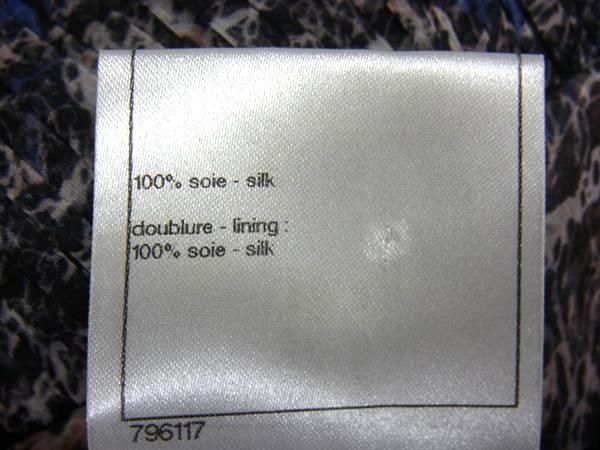 100% soie - silk
doublure - lining :
100% soie - silk
796117